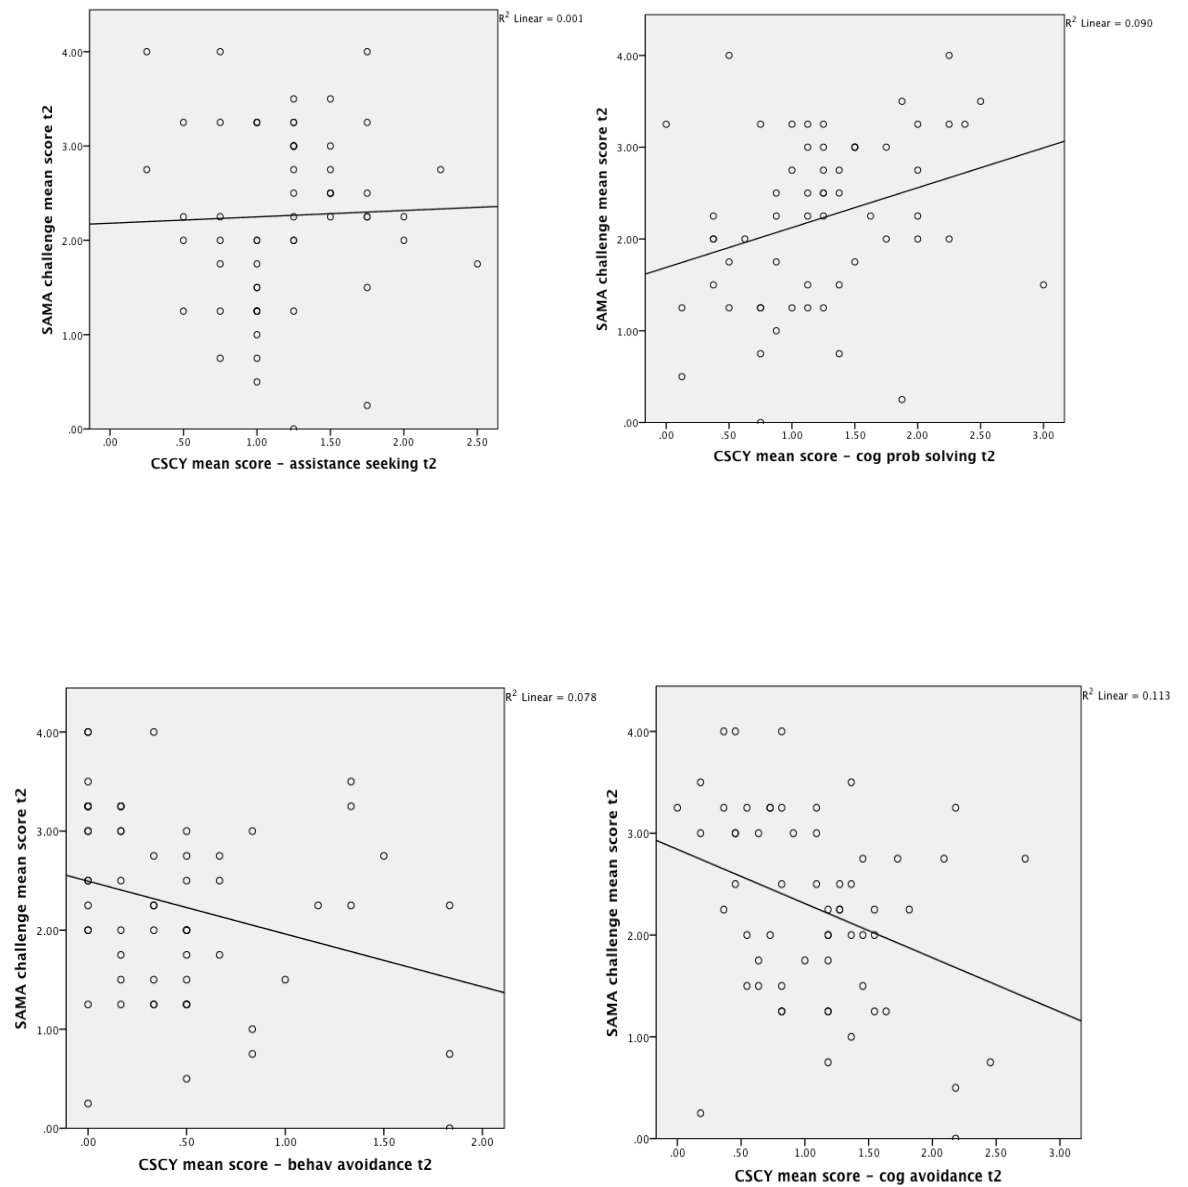 R² Linear = 0.001
SAMA challenge mean score t2
4.00
3.00
2.00
1.00
.00
.00 .50 1.00 1.50 2.00 2.50
CSCY mean score – assistance seeking t2
R² Linear = 0.090
SAMA challenge mean score t2
4.00
3.00
2.00
1.00
.00
.00 .50 1.00 1.50 2.00 2.50 3.00
CSCY mean score – cog prob solving t2
R² Linear = 0.078
SAMA challenge mean score t2
4.00
3.00
2.00
1.00
.00
.00 .50 1.00 1.50 2.00
CSCY mean score – behav avoidance t2
R² Linear = 0.113
SAMA challenge mean score t2
4.00
3.00
2.00
1.00
.00
.00 .50 1.00 1.50 2.00 2.50 3.00
CSCY mean score – cog avoidance t2